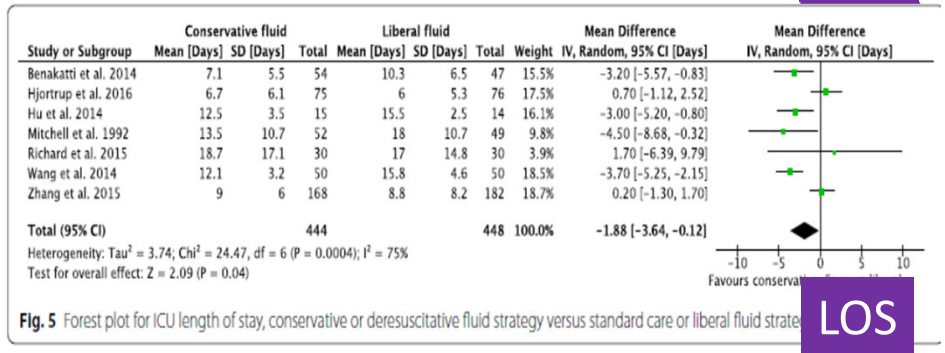 Conservative fluid Liberal fluid Mean Difference Mean Difference
Study or Subgroup Mean [Days] SD [Days] Total Mean [Days] SD [Days] Total Weight IV, Random, 95% CI [Days] IV, Random, 95% CI [Days]
Benakatti et al. 2014 7.1 5.5 54 10.3 6.5 47 15.5% −3.20 [−5.57, −0.83]
Hjortrup et al. 2016 6.7 6.1 75 6 5.3 76 17.5% 0.70 [−1.12, 2.52]
Hu et al. 2014 12.5 3.5 15 15.5 2.5 14 16.1% −3.00 [−5.20, −0.80]
Mitchell et al. 1992 13.5 10.7 52 18 10.7 49 9.8% −4.50 [−8.68, −0.32]
Richard et al. 2015 18.7 17.1 30 17 14.8 30 3.9% 1.70 [−6.39, 9.79]
Wang et al. 2014 12.1 3.2 50 15.8 4.6 50 18.5% −3.70 [−5.25, −2.15]
Zhang et al. 2015 9 6 168 8.8 8.2 182 18.7% 0.20 [−1.30, 1.70]
Total (95% CI) 444 448 100.0% −1.88 [−3.64, −0.12]
Heterogeneity: Tau² = 3.74; Chi² = 24.47, df = 6 (P = 0.0004); I² = 75%
Test for overall effect: Z = 2.09 (P = 0.04)
−10 −5 0 5 10
Favours
Fig. 5 Forest plot for ICU length of stay, conservative or deresuscitative fluid strategy versus standard care or liberal fluid
LOS